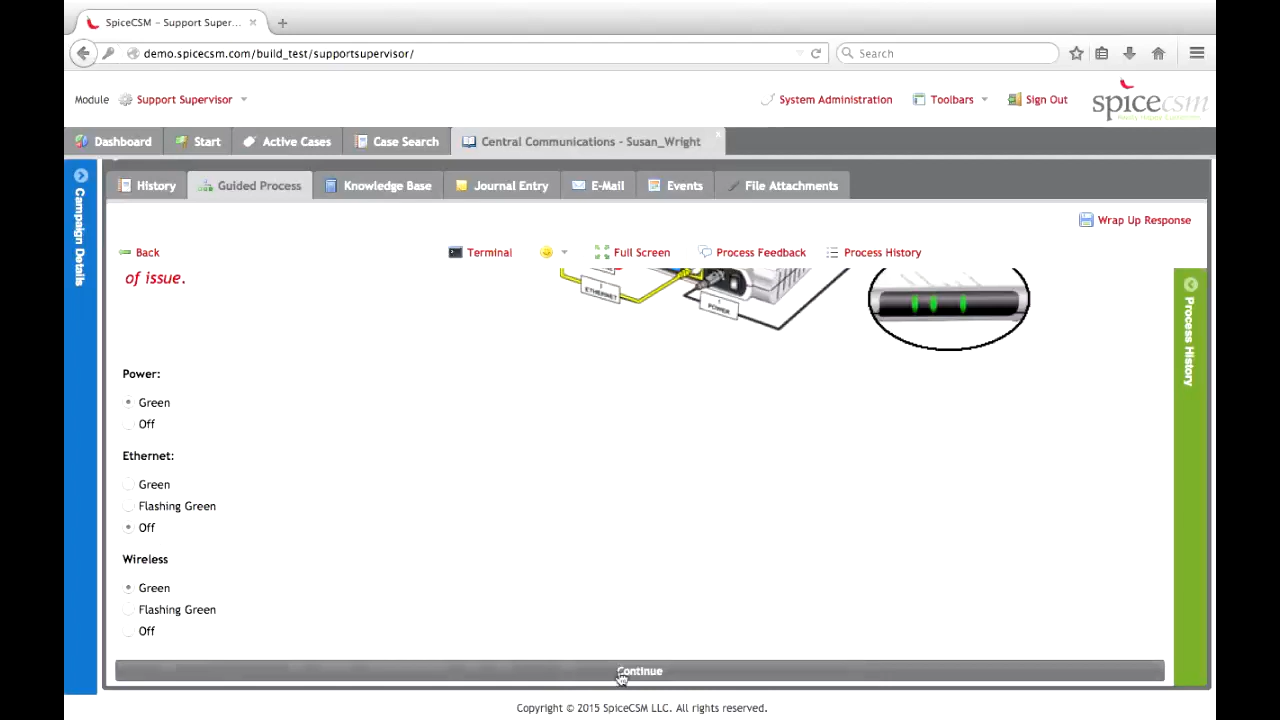 SpiceCSM – Support Super...
demo.spicecsm.com/build_test/supportsupervisor/
Search
Module Support Supervisor
System Administration Toolbars Sign Out
spicecsm
Dashboard Start Active Cases Case Search Central Communications - Susan_Wright x
Campaign Details
History Guided Process Knowledge Base Journal Entry E-Mail Events File Attachments
Wrap Up Response
Back Terminal Full Screen Process Feedback Process History
of issue.
ETHERNET
1
POWER
Process History
Power:
Green
Off
Ethernet:
Green
Flashing Green
Off
Wireless
Green
Flashing Green
Off
Continue
Copyright © 2015 SpiceCSM LLC. All rights reserved.